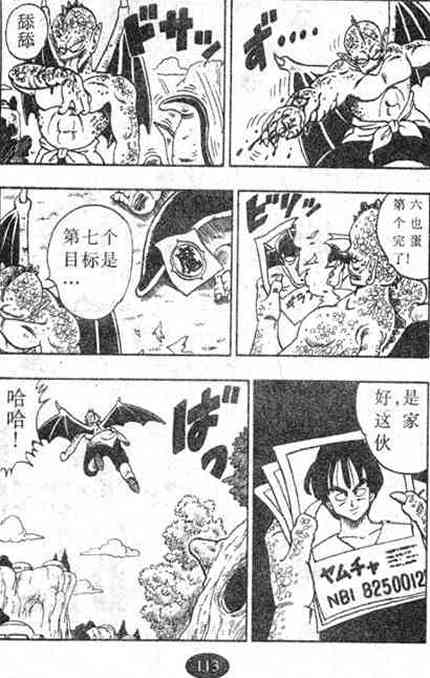 ず‥‥
舔
舔
ドサッ
第六
个也
完蛋
了!
ビリッ
第七个
目标是
…
魔
好,是
这家
伙
ヤムチャ
NBI 8250012
ばっ
哈
哈
!
113